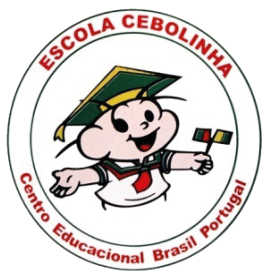 ESCOLA CEBOLINHA
Centro Educacional Brasil Portugal